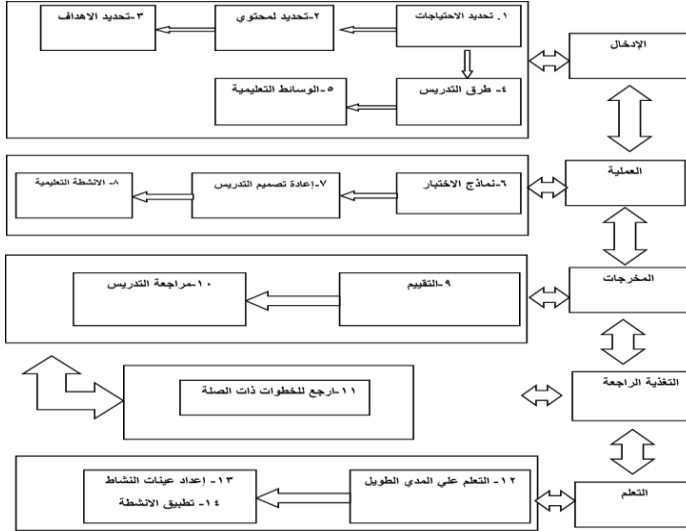 ١. تحديد الاحتياجات
٢-تحديد لمحتوي
٣-تحديد الاهداف
الإدخال
٤- طرق التدريس
٥-الوسائط التعليمية
العملية
٦-نماذج الاختبار
٧-إعادة تصميم التدريس
٨- الانشطة التعليمية
المخرجات
٩-التقييم
١٠-مراجعة التدريس
التغذية الراجعة
١١-ارجع للخطوات ذات الصلة
التعلم
١٢- التعلم علي المدي الطويل
١٣- إعداد عينات النشاط
١٤- تطبيق الانشطة